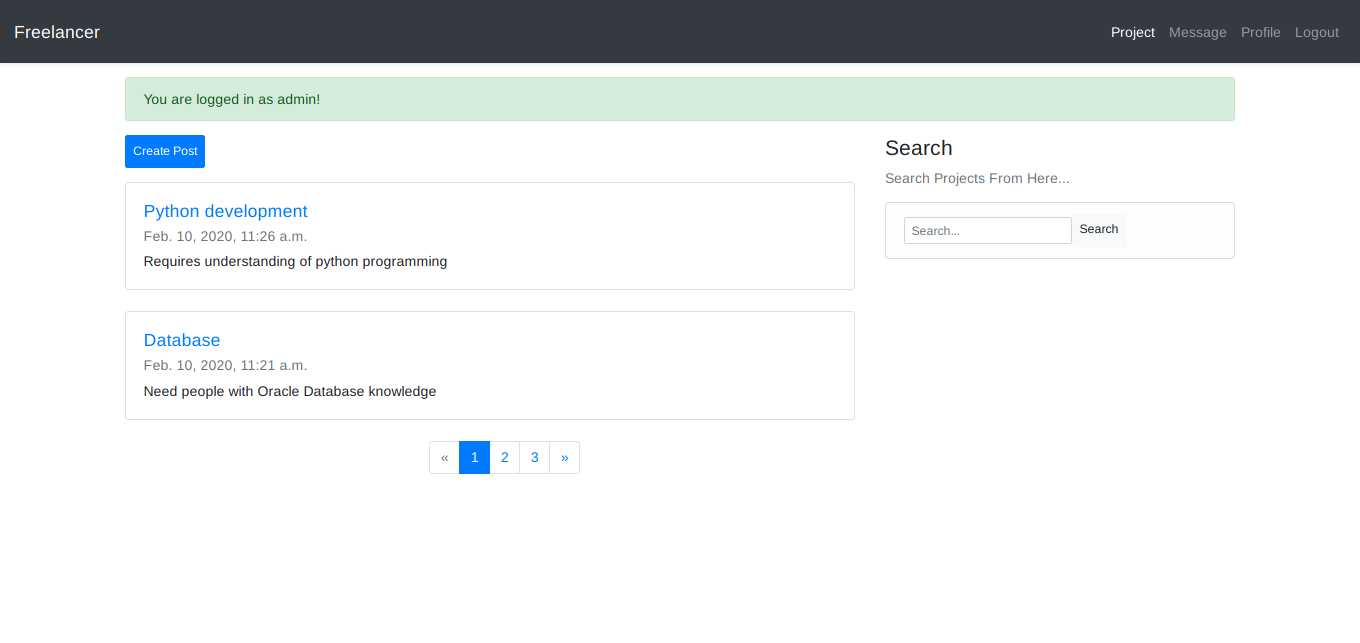 Freelancer
Project Message Profile Logout
You are logged in as admin!
Create Post
Python development
Feb. 10, 2020, 11:26 a.m.
Requires understanding of python programming
Database
Feb. 10, 2020, 11:21 a.m.
Need people with Oracle Database knowledge
« 1 2 3 »
Search
Search Projects From Here...
Search... Search